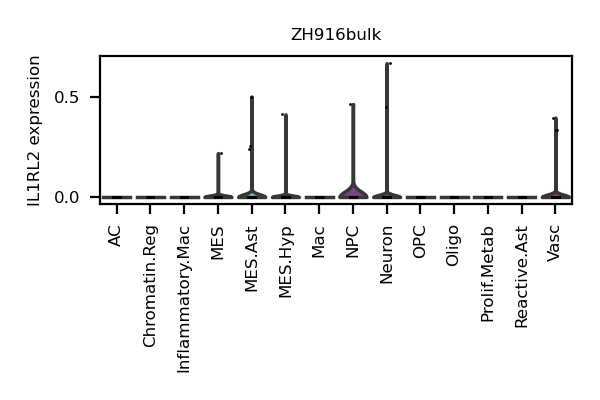 ZH916bulk
IL1RL2 expression
0.5
0.0
AC
Chromatin.Reg
Inflammatory.Mac
MES
MES.Ast
MES.Hyp
Mac
NPC
Neuron
OPC
Oligo
Prolif.Metab
Reactive.Ast
Vasc